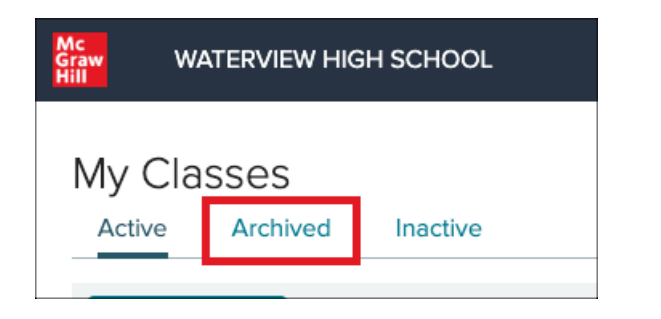 Mc
Graw
Hill
WATERVIEW HIGH SCHOOL
My Classes
Active Archived Inactive